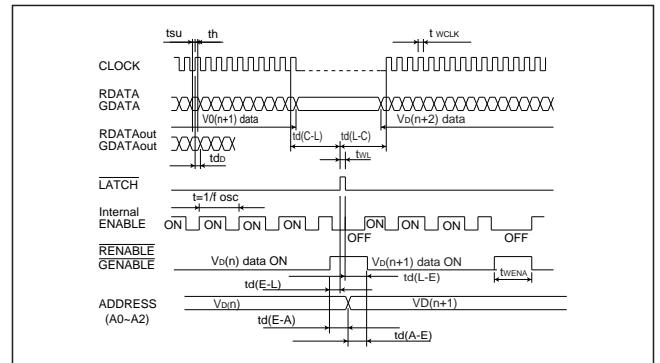 tsu th t WCLK
CLOCK
RDATA
GDATA
V0(n+1) data VD(n+2) data
RDATAout
GDATAout
td(C-L) td(L-C)
tdD
tWL
LATCH
t=1/f osc
Internal
ENABLE
ON ON ON ON ON ON ON
OFF OFF
RENABLE
GENABLE
VD(n) data ON VD(n+1) data ON
tWENA
td(L-E)
td(E-L)
ADDRESS
(A0~A2)
VD(n) VD(n+1)
td(E-A)
td(A-E)